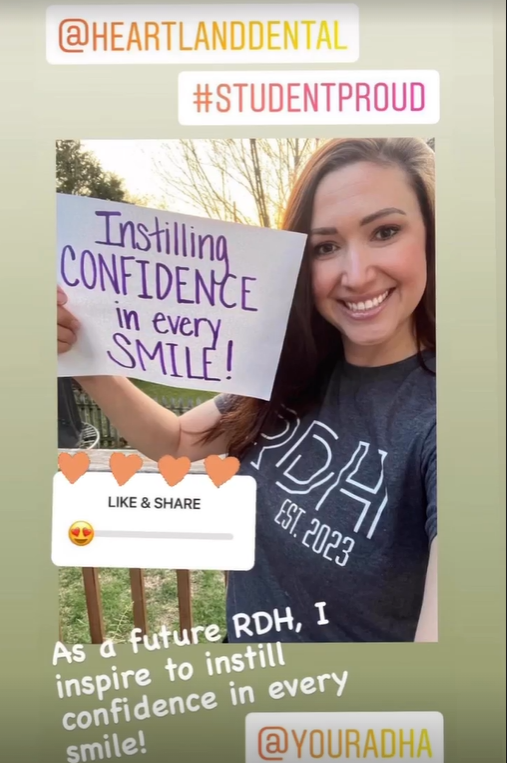 @HEARTLANDDENTAL
#STUDENTPROUD
Instilling
CONFIDENCE
in every
SMILE!
RDH
EST. 2023
LIKE & SHARE
As a future RDH, I
inspire to instill
confidence in every
smile!
@YOURADHA